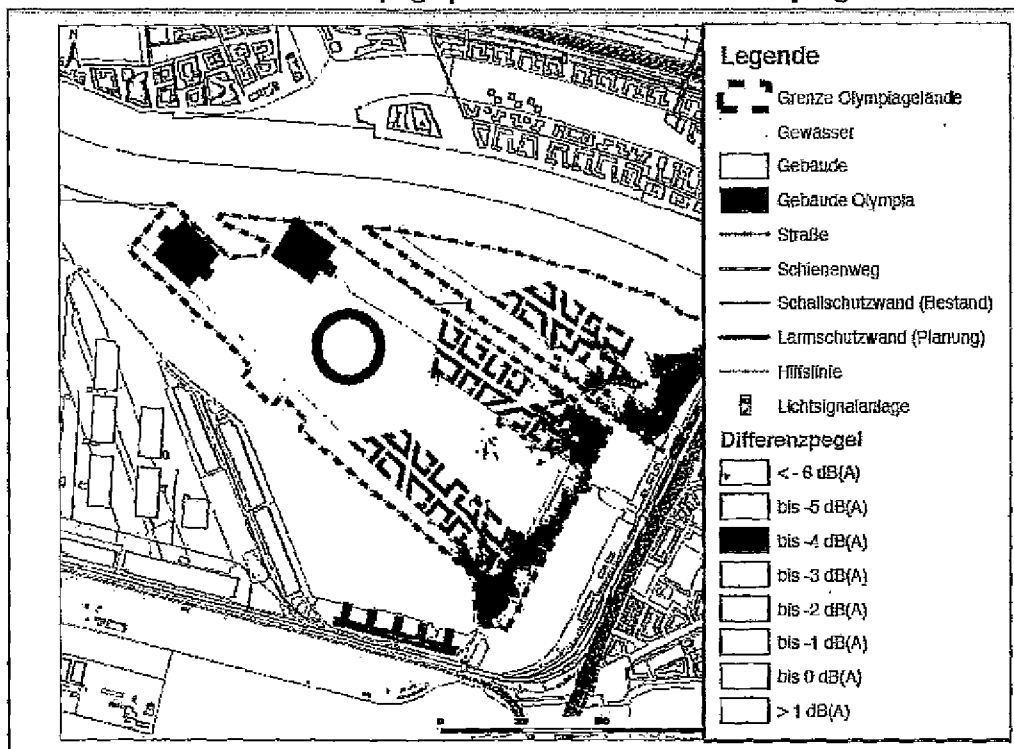 Legende
Grenze Olympiagelände
Gewässer
Gebäude
Gebäude Olympia
Straße
Schienenweg
Schallschutzwand (Bestand)
Lärmschutzwand (Planung)
Hilfslinie
Lichtsignalanlage
Differenzpegel
< - 6 dB(A)
bis -5 dB(A)
bis -4 dB(A)
bis -3 dB(A)
bis -2 dB(A)
bis -1 dB(A)
bis 0 dB(A)
> 1 dB(A)